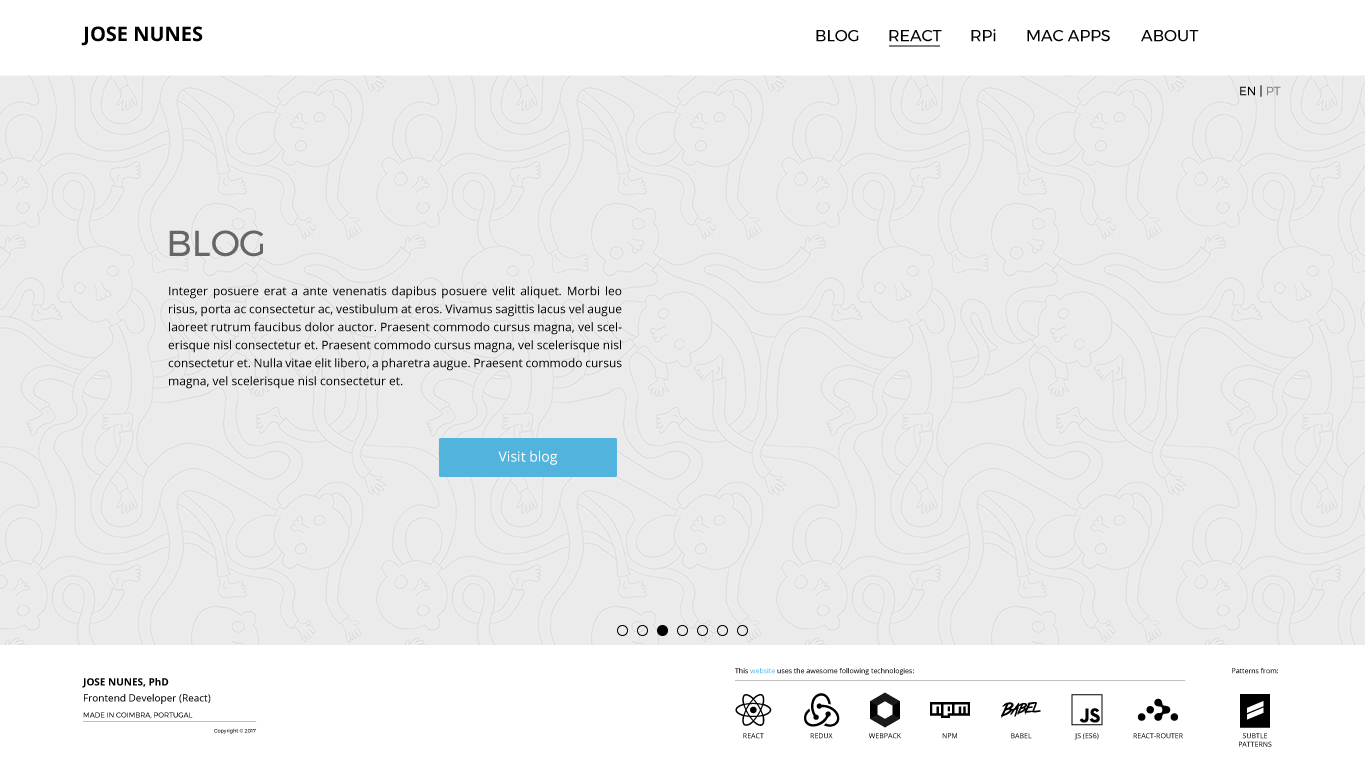 JOSE NUNES
BLOG REACT RPi MAC APPS ABOUT
EN | PT
BLOG
Integer posuere erat a ante venenatis dapibus posuere velit aliquet. Morbi leo
risus, porta ac consectetur ac, vestibulum at eros. Vivamus sagittis lacus vel augue
laoreet rutrum faucibus dolor auctor. Praesent commodo cursus magna, vel scel-
erisque nisl consectetur et. Praesent commodo cursus magna, vel scelerisque nisl
consectetur et. Nulla vitae elit libero, a pharetra augue. Praesent commodo cursus
magna, vel scelerisque nisl consectetur et.
Visit blog
JOSE NUNES, PhD
Frontend Developer (React)
MADE IN COIMBRA, PORTUGAL
Copyright © 2017
This website uses the awesome following technologies:
npm BABEL JS
REACT REDUX WEBPACK NPM BABEL JS (ES6) REACT-ROUTER
Patterns from:
SUBTLE
PATTERNS